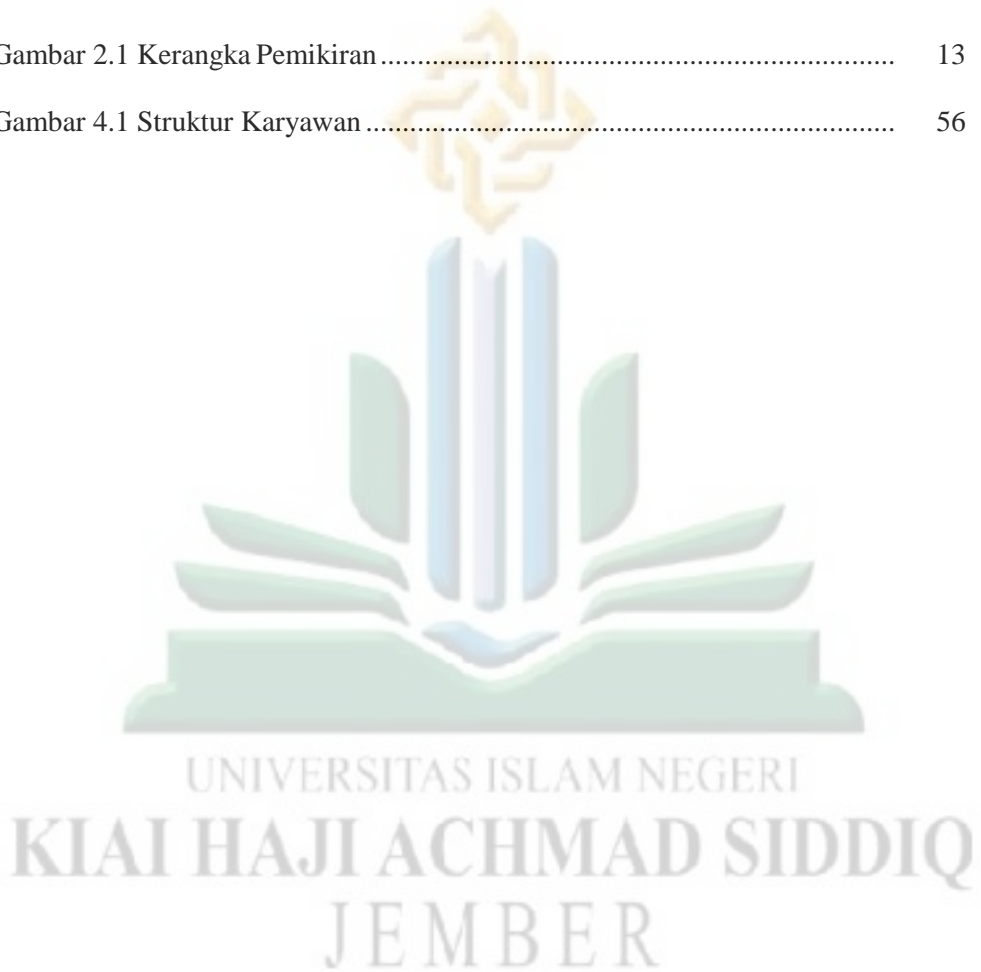 Gambar 2.1 Kerangka Pemikiran.................................................................... 13
Gambar 4.1 Struktur Karyawan...................................................................... 56
UNIVERSITAS ISLAM NEGERI
KIAI HAJI ACHMAD SIDDIQ
JEMBER